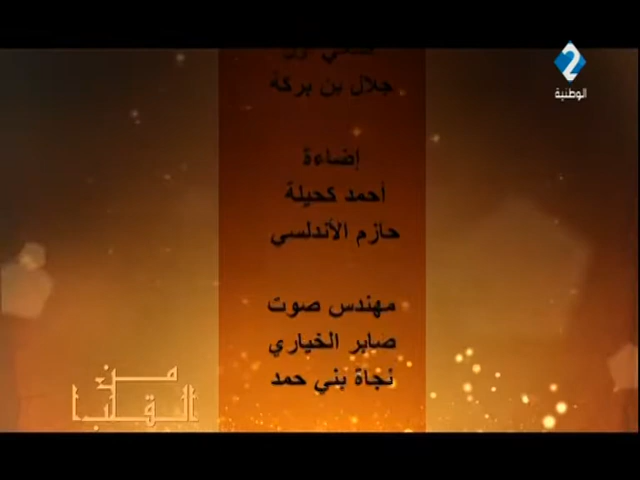 2
الوطنية
جلال بن بركة
إضاءة
أحمد كحيلة
حازم الأندلسي
مهندس صوت
صابر الخياري
نجاة بني حمد
من
القلب